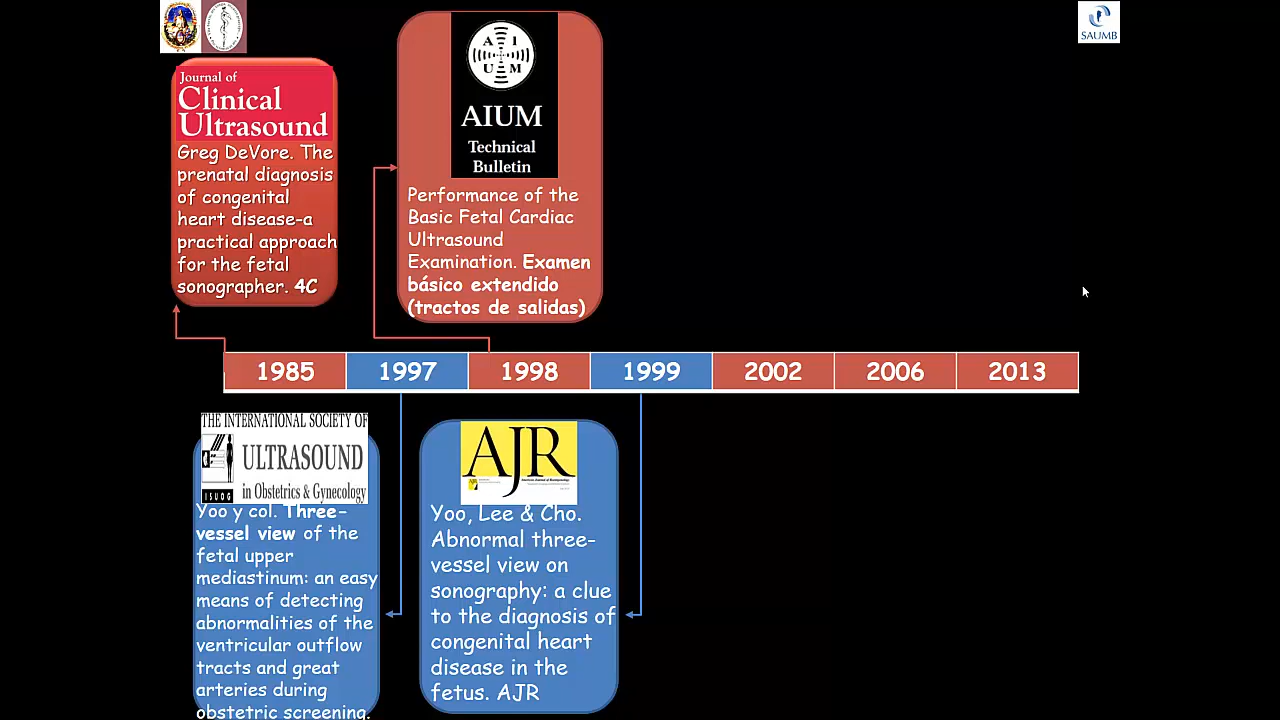 SAUMB
Journal of
Clinical
Ultrasound
Greg DeVore. The
prenatal diagnosis
of congenital
heart disease-a
practical approach
for the fetal
sonographer. 4C
A I
U M
AIUM
Technical
Bulletin
Performance of the
Basic Fetal Cardiac
Ultrasound
Examination. Examen
básico extendido
(tractos de salidas)
1985 1997 1998 1999 2002 2006 2013
THE INTERNATIONAL SOCIETY OF
ULTRASOUND
in Obstetrics & Gynecology
ISUOG
Yoo y col. Three-
vessel view of the
fetal upper
mediastinum: an easy
means of detecting
abnormalities of the
ventricular outflow
tracts and great
arteries during
obstetric screening.
AJR
Yoo, Lee & Cho.
Abnormal three-
vessel view on
sonography: a clue
to the diagnosis of
congenital heart
disease in the
fetus. AJR